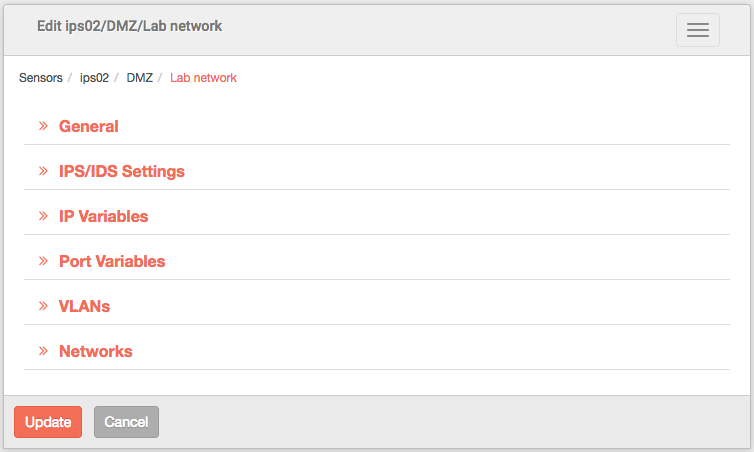 Edit ips02/DMZ/Lab network
Sensors / ips02 / DMZ / Lab network
» General
» IPS/IDS Settings
» IP Variables
» Port Variables
» VLANs
» Networks
Update Cancel